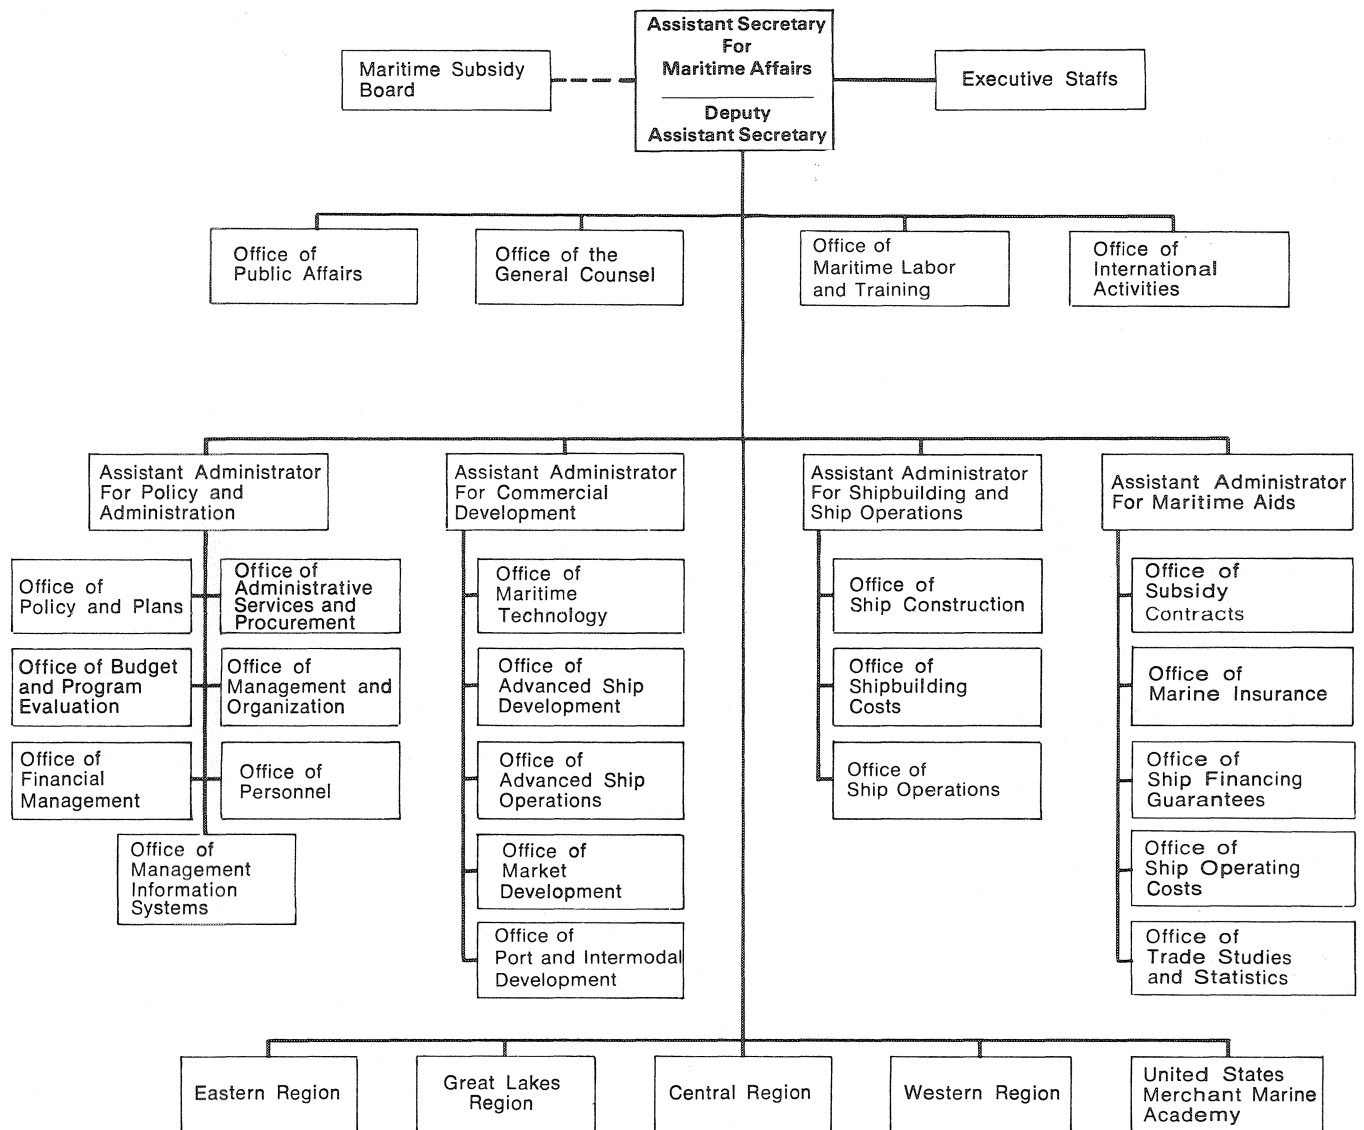 Assistant Secretary
For
Maritime Affairs
Deputy
Assistant Secretary
Maritime Subsidy
Board
Executive Staffs
Office of
Public Affairs
Office of the
General Counsel
Office of
Maritime Labor
and Training
Office of
International
Activities
Assistant Administrator
For Policy and
Administration
Assistant Administrator
For Commercial
Development
Assistant Administrator
For Shipbuilding and
Ship Operations
Assistant Administrator
For Maritime Aids
Office of
Policy and Plans
Office of
Administrative
Services and
Procurement
Office of Budget
and Program
Evaluation
Office of
Management and
Organization
Office of
Financial
Management
Office of
Personnel
Office of
Management
Information
Systems
Office of
Maritime
Technology
Office of
Advanced Ship
Development
Office of
Advanced Ship
Operations
Office of
Market
Development
Office of
Port and Intermodal
Development
Office of
Ship Construction
Office of
Shipbuilding
Costs
Office of
Ship Operations
Office of
Subsidy
Contracts
Office of
Marine Insurance
Office of
Ship Financing
Guarantees
Office of
Ship Operating
Costs
Office of
Trade Studies
and Statistics
Eastern Region
Great Lakes
Region
Central Region
Western Region
United States
Merchant Marine
Academy